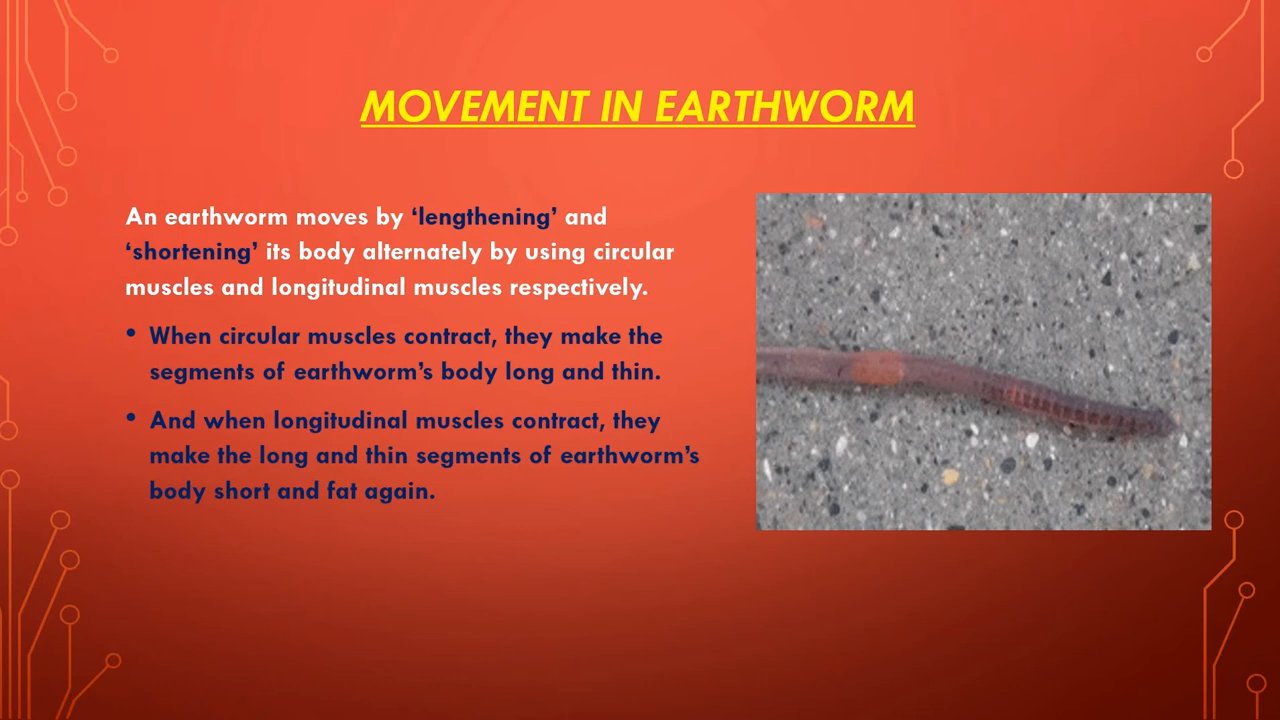 MOVEMENT IN EARTHWORM
An earthworm moves by ‘lengthening’ and
‘shortening’ its body alternately by using circular
muscles and longitudinal muscles respectively.
• When circular muscles contract, they make the
segments of earthworm’s body long and thin.
• And when longitudinal muscles contract, they
make the long and thin segments of earthworm’s
body short and fat again.